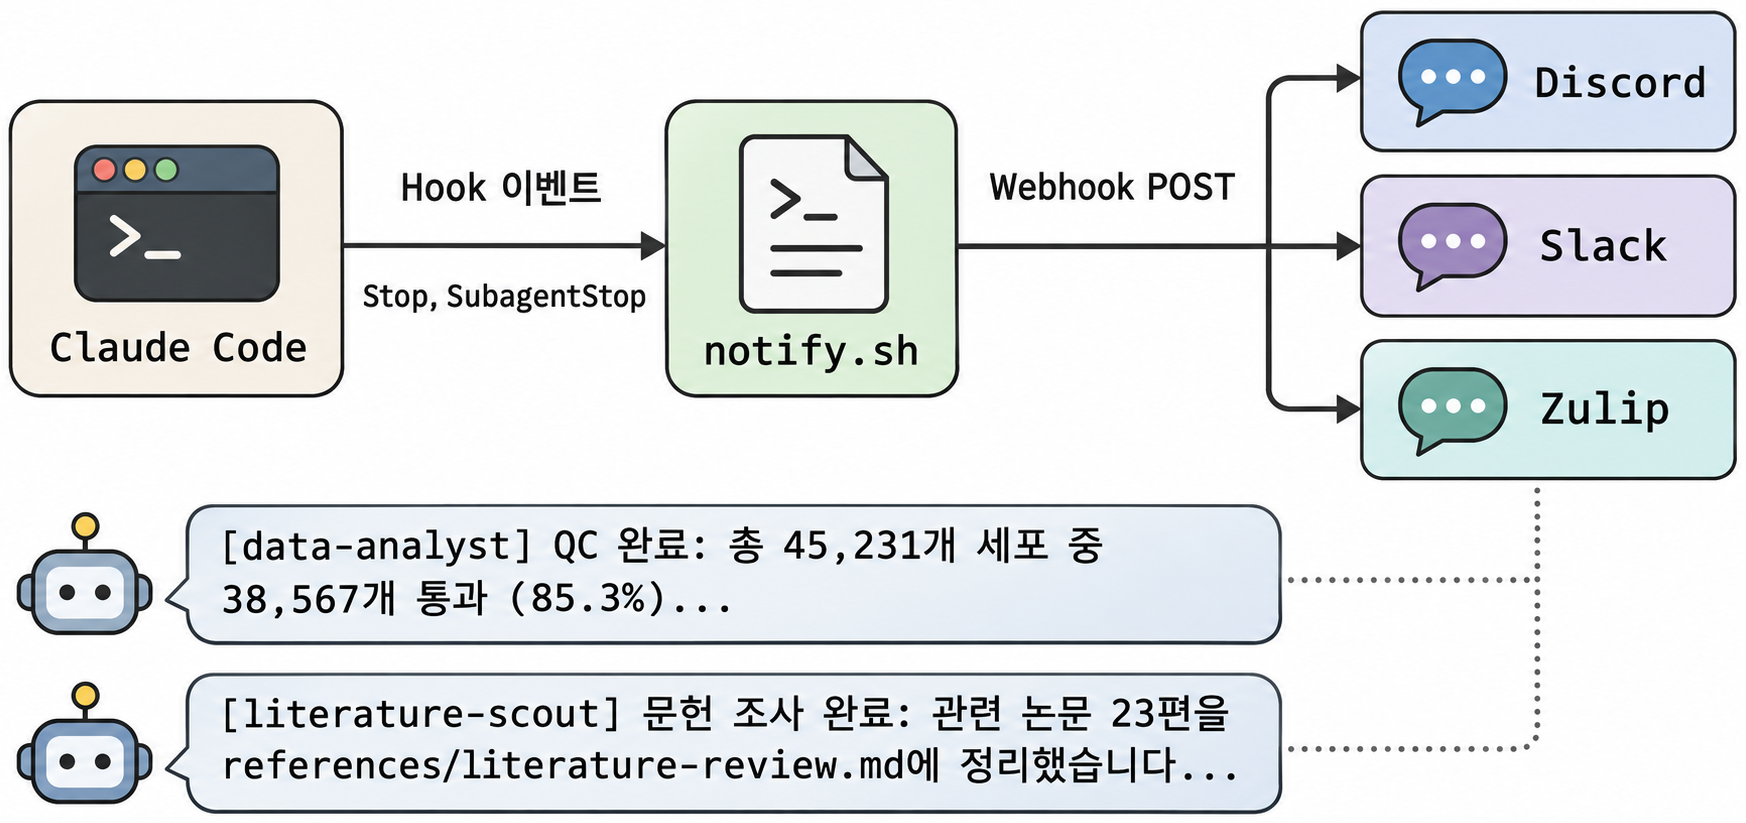 Claude Code
Hook 이벤트
Stop, SubagentStop
notify.sh
Webhook POST
Discord
Slack
Zulip
[data-analyst] QC 완료: 총 45,231개 세포 중
38,567개 통과 (85.3%)...
[literature-scout] 문헌 조사 완료: 관련 논문 23편을
references/literature-review.md에 정리했습니다...